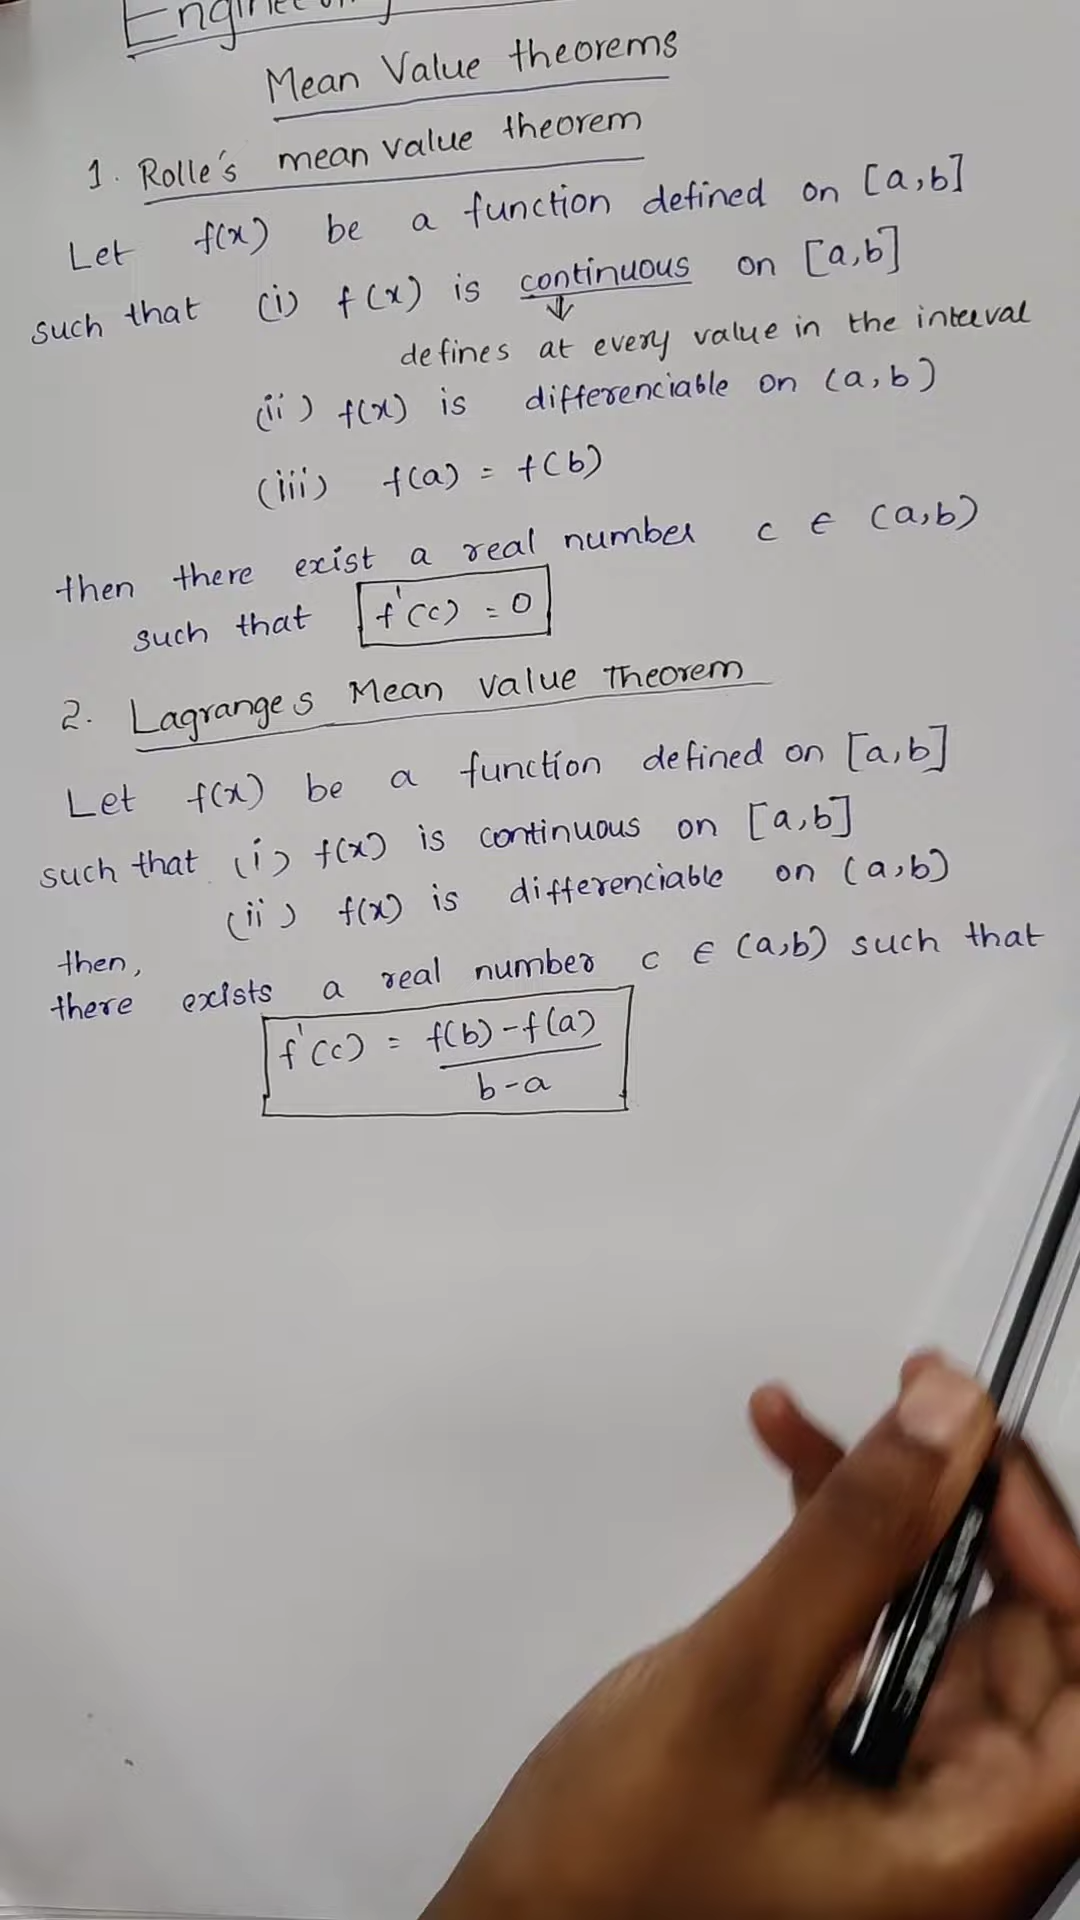 Mean Value theorems
1. Rolle's mean value theorem
Let f(x) be a function defined on [a,b]
such that (i) f(x) is continuous on [a,b]
defines at every value in the interval
(ii) f(x) is differenciable on (a,b)
(iii) f(a) = f(b)
then there exist a real number c ∈ (a,b)
such that f'(c) = 0
2. Lagranges Mean value Theorem
Let f(x) be a function defined on [a,b]
such that (i) f(x) is continuous on [a,b]
(ii) f(x) is differenciable on (a,b)
then,
there exists a real number c ∈ (a,b) such that
f'(c) = f(b)-f(a)
b-a